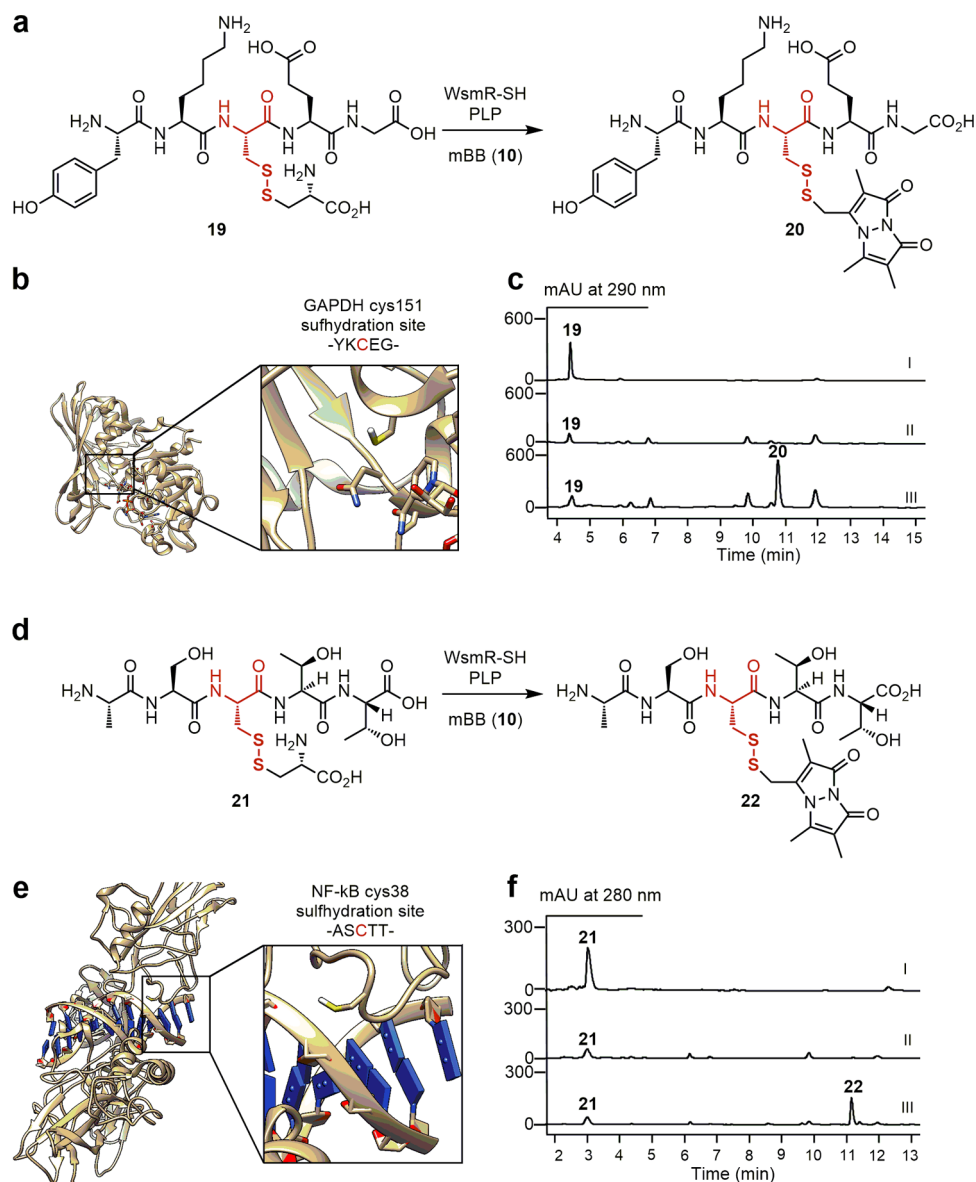 a
NH2
HO O
O O O
H2N N H N N OH
H O H O
S
S H2N
HO CO2H
19
WsmR-SH
PLP
mBB (10)
NH2
HO O
O O
H2N N H N N CO2H
H O H O
S
S
HO
N N
O
O
20
b
GAPDH cys151
sufhydration site
-YKCEG-
c
mAU at 290 nm
600
19
0
I
600
19
0
II
600
20
19
0
III
4 5 6 7 8 9 10 11 12 13 14 15
Time (min)
d
OH OH
O O H O
H2N N H N N OH
H O H O H
S H2N OH
S CO2H
21
WsmR-SH
PLP
mBB (10)
OH OH
O O H
H2N N H N N CO2H
H O H O H
S OH
S
O
N N
O
22
e
NF-kB cys38
sulfhydration site
-ASCTT-
f
mAU at 280 nm
300
21
0
I
300
21
0
II
300
21
22
0
III
2 3 4 5 6 7 8 9 10 11 12 13
Time (min)